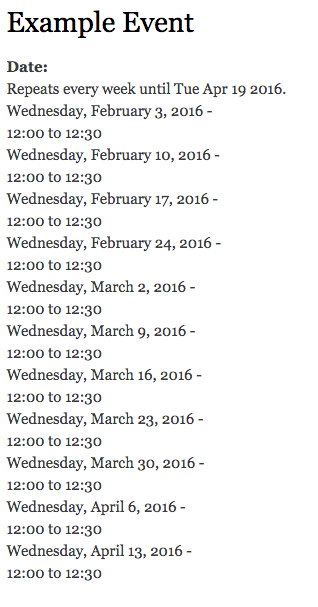 Example Event
Date:
Repeats every week until Tue Apr 19 2016.
Wednesday, February 3, 2016 -
12:00 to 12:30
Wednesday, February 10, 2016 -
12:00 to 12:30
Wednesday, February 17, 2016 -
12:00 to 12:30
Wednesday, February 24, 2016 -
12:00 to 12:30
Wednesday, March 2, 2016 -
12:00 to 12:30
Wednesday, March 9, 2016 -
12:00 to 12:30
Wednesday, March 16, 2016 -
12:00 to 12:30
Wednesday, March 23, 2016 -
12:00 to 12:30
Wednesday, March 30, 2016 -
12:00 to 12:30
Wednesday, April 6, 2016 -
12:00 to 12:30
Wednesday, April 13, 2016 -
12:00 to 12:30